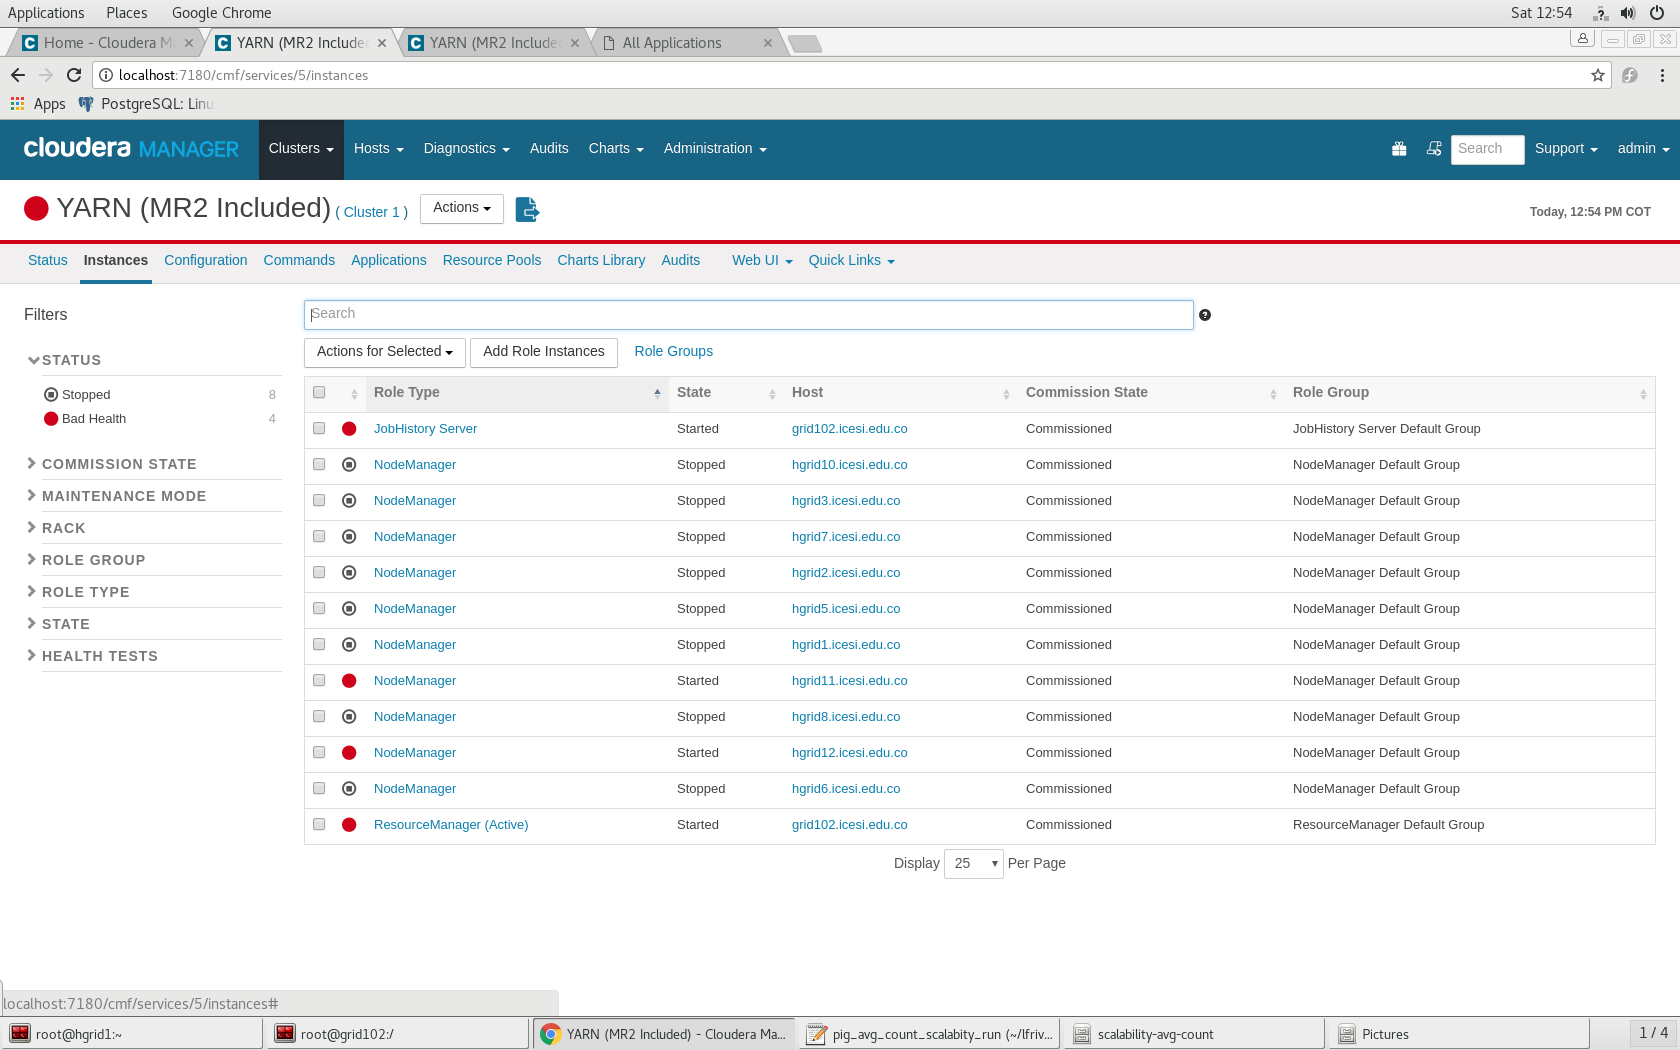 Applications Places Google Chrome Sat 12:54
Home - Cloudera M YARN (MR2 Include YARN (MR2 Include All Applications
localhost:7180/cmf/services/5/instances
Apps PostgreSQL: Linu
cloudera MANAGER Clusters Hosts Diagnostics Audits Charts Administration Search Support admin
YARN (MR2 Included) ( Cluster 1 ) Actions Today, 12:54 PM COT
Status Instances Configuration Commands Applications Resource Pools Charts Library Audits Web UI Quick Links
Filters
STATUS
Stopped 8
Bad Health 4
COMMISSION STATE
MAINTENANCE MODE
RACK
ROLE GROUP
ROLE TYPE
STATE
HEALTH TESTS
Search
Actions for Selected Add Role Instances Role Groups
Role Type State Host Commission State Role Group
JobHistory Server Started grid102.icesi.edu.co Commissioned JobHistory Server Default Group
NodeManager Stopped hgrid10.icesi.edu.co Commissioned NodeManager Default Group
NodeManager Stopped hgrid3.icesi.edu.co Commissioned NodeManager Default Group
NodeManager Stopped hgrid7.icesi.edu.co Commissioned NodeManager Default Group
NodeManager Stopped hgrid2.icesi.edu.co Commissioned NodeManager Default Group
NodeManager Stopped hgrid5.icesi.edu.co Commissioned NodeManager Default Group
NodeManager Stopped hgrid1.icesi.edu.co Commissioned NodeManager Default Group
NodeManager Started hgrid11.icesi.edu.co Commissioned NodeManager Default Group
NodeManager Stopped hgrid8.icesi.edu.co Commissioned NodeManager Default Group
NodeManager Started hgrid12.icesi.edu.co Commissioned NodeManager Default Group
NodeManager Stopped hgrid6.icesi.edu.co Commissioned NodeManager Default Group
ResourceManager (Active) Started grid102.icesi.edu.co Commissioned ResourceManager Default Group
Display 25 Per Page
localhost:7180/cmf/services/5/instances#
root@hgrid1:~ root@grid102:/ YARN (MR2 Included) - Cloudera Ma... pig_avg_count_scalabity_run (~/lfriv... scalability-avg-count Pictures 1 / 4